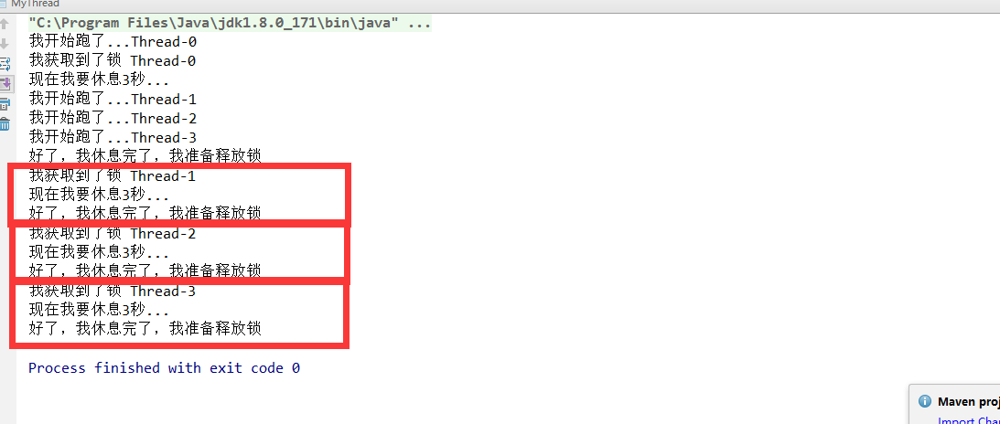 MyThread
"C:\Program Files\Java\jdk1.8.0_171\bin\java" ...
我开始跑了...Thread-0
我获取到了锁 Thread-0
现在我要休息3秒...
我开始跑了...Thread-1
我开始跑了...Thread-2
我开始跑了...Thread-3
好了，我休息完了，我准备释放锁
我获取到了锁 Thread-1
现在我要休息3秒...
好了，我休息完了，我准备释放锁
我获取到了锁 Thread-2
现在我要休息3秒...
好了，我休息完了，我准备释放锁
我获取到了锁 Thread-3
现在我要休息3秒...
好了，我休息完了，我准备释放锁
Process finished with exit code 0
Maven proj
Import Chan